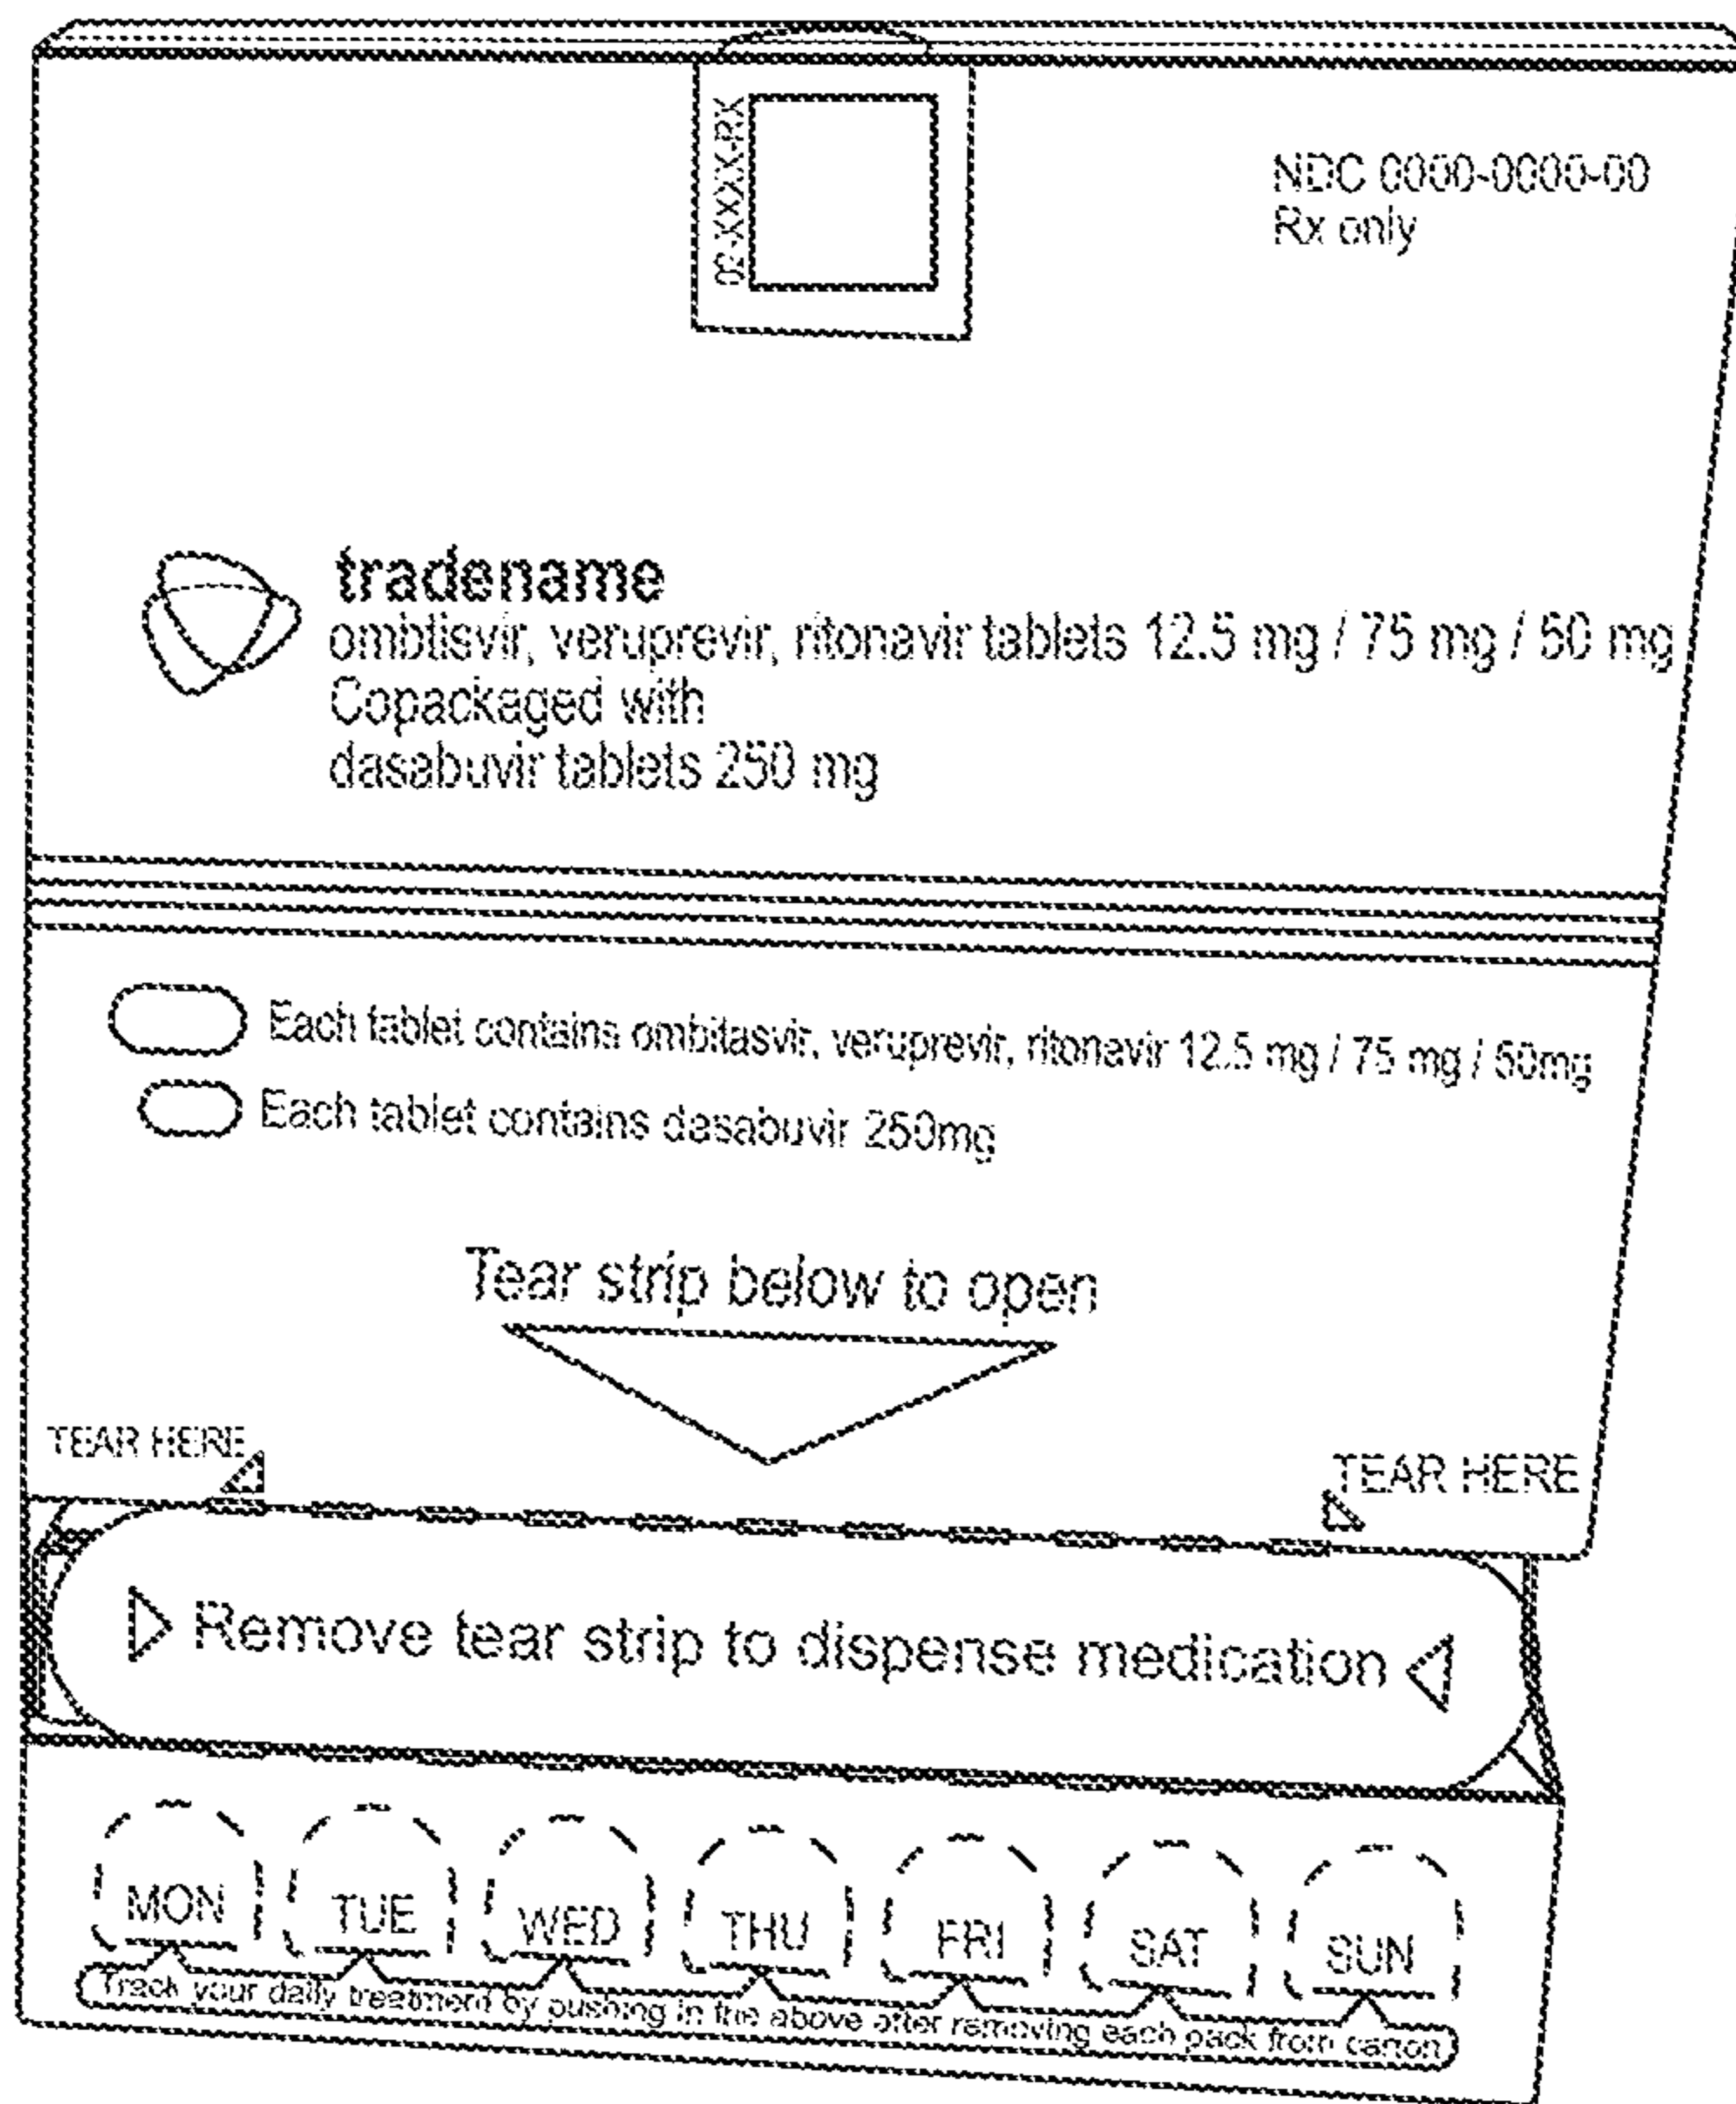 02-XXXX-RX
NDC 0000-0000-00
Rx only
tradename
ombtisvir, veruprevir, ritonavir tablets 12.5 mg / 75 mg / 50 mg
Copackaged with
dasabuvir tablets 250 mg
Each tablet contains ombitasvir, veruprevir, ritonavir 12.5 mg / 75 mg / 50mg
Each tablet contains dasabuvir 250mg
Tear strip below to open
TEAR HERE
TEAR HERE
Remove tear strip to dispense medication
MON TUE WED THU FRI SAT SUN
Track your daily treatment by pushing in the above after removing each pack from carton